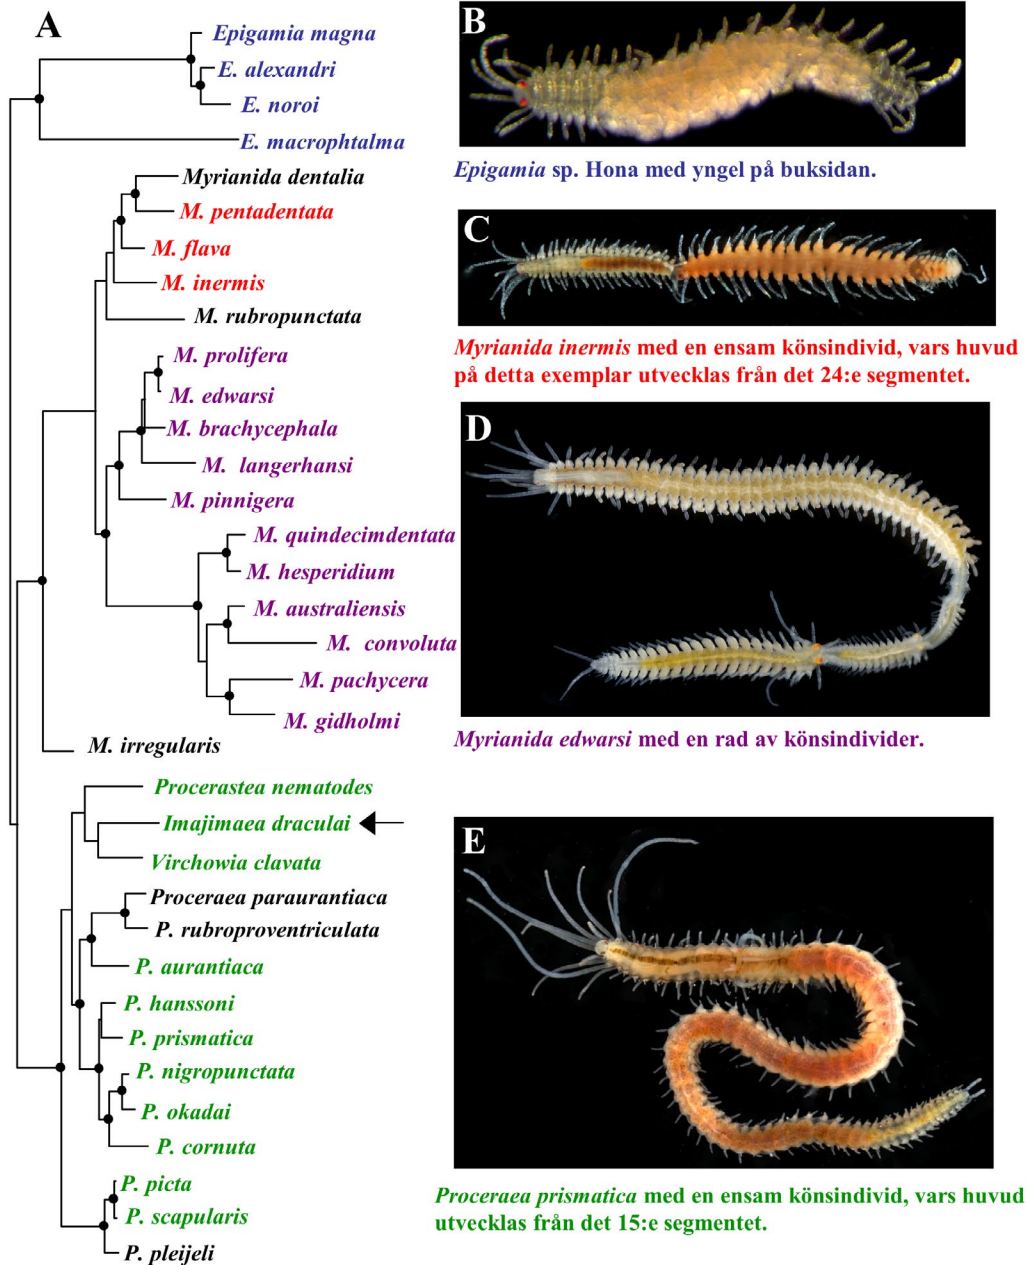 A
Epigamia magna
E. alexandri
E. noroi
E. macrophtalma
Myrianida dentalia
M. pentadentata
M. flava
M. inermis
M. rubropunctata
M. prolifera
M. edwarsi
M. brachycephala
M. langerhansi
M. pinnigera
M. quindecimdentata
M. hesperidium
M. australiensis
M. convoluta
M. pachycera
M. gidholmi
M. irregularis
Procerastea nematodes
Imajimaea draculai
Virchowia clavata
Proceraea paraurantiaca
P. rubroproventriculata
P. aurantiaca
P. hanssoni
P. prismatica
P. nigropunctata
P. okadai
P. cornuta
P. picta
P. scapularis
P. pleijeli
B
Epigamia sp. Hona med yngel på buksidan.
C
Myrianida inermis med en ensam könsindivid, vars huvud
på detta exemplar utvecklas från det 24:e segmentet.
D
Myrianida edwarsi med en rad av könsindivider.
E
Proceraea prismatica med en ensam könsindivid, vars huvud
utvecklas från det 15:e segmentet.